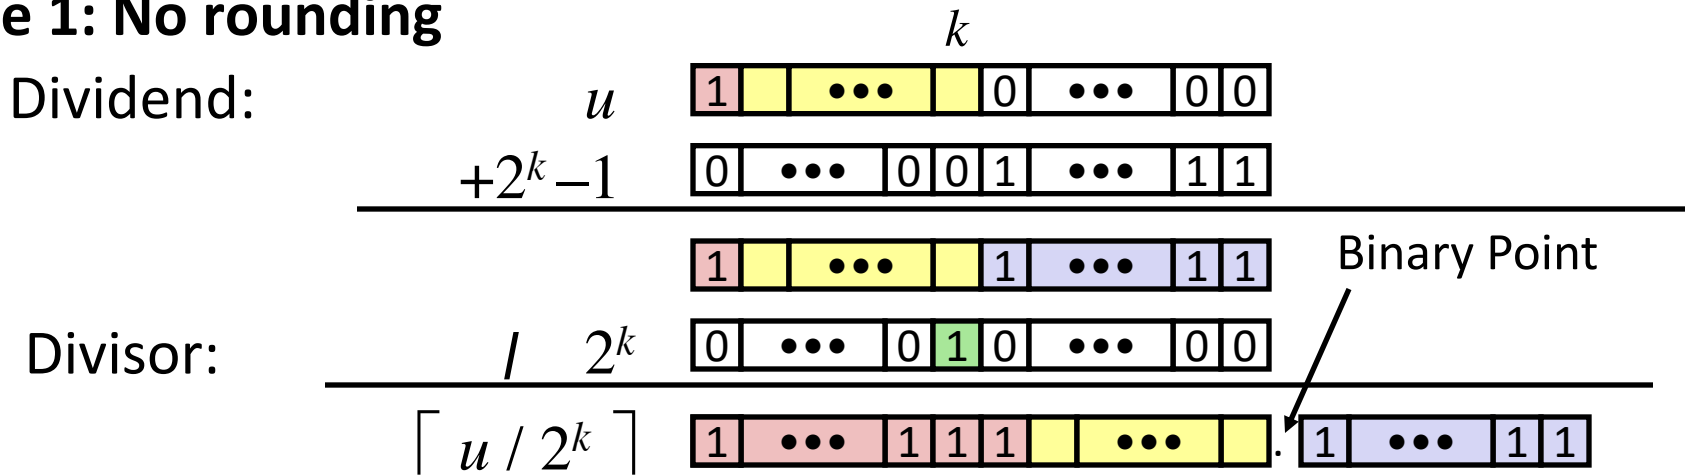 e 1: No rounding
k
Dividend: u 1 ••• 0 ••• 0 0
+2^k –1 0 ••• 0 0 1 ••• 1 1
1 ••• 1 ••• 1 1 Binary Point
Divisor: / 2^k 0 ••• 0 1 0 ••• 0 0
⌈ u / 2^k ⌉ 1 ••• 1 1 1 ••• . 1 ••• 1 1